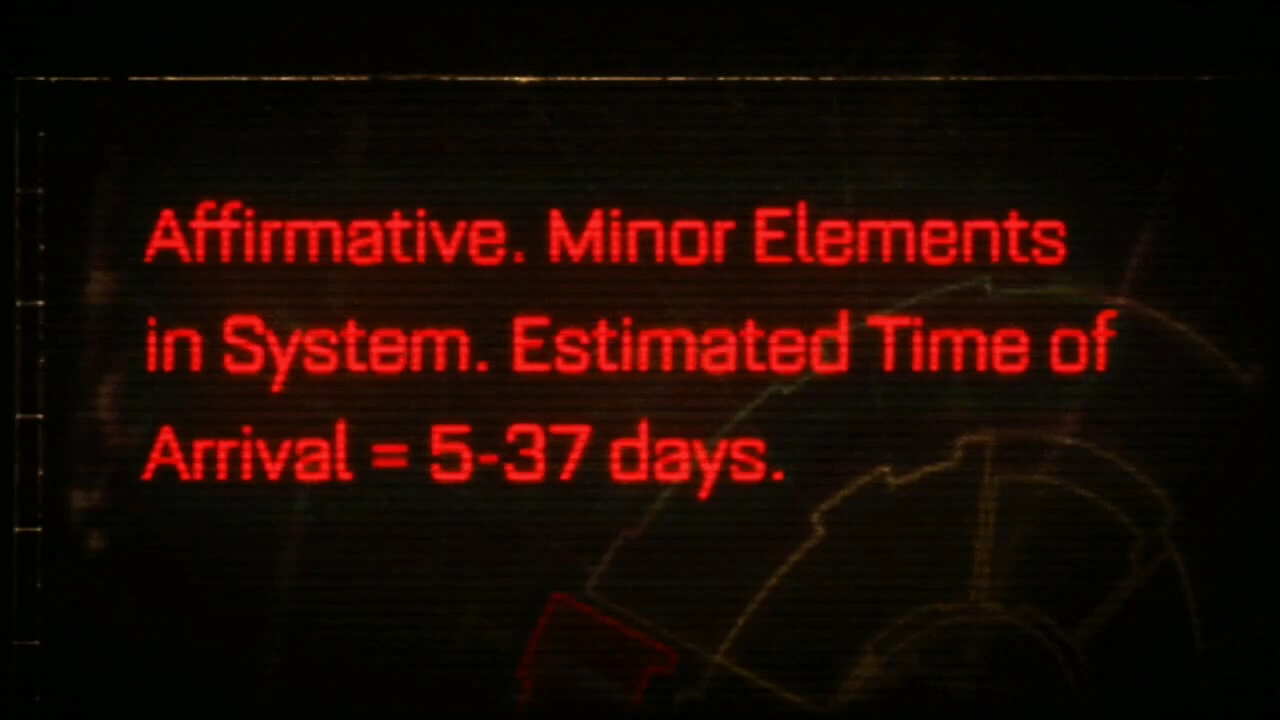 Affirmative. Minor Elements
in System. Estimated Time of
Arrival = 5-37 days.